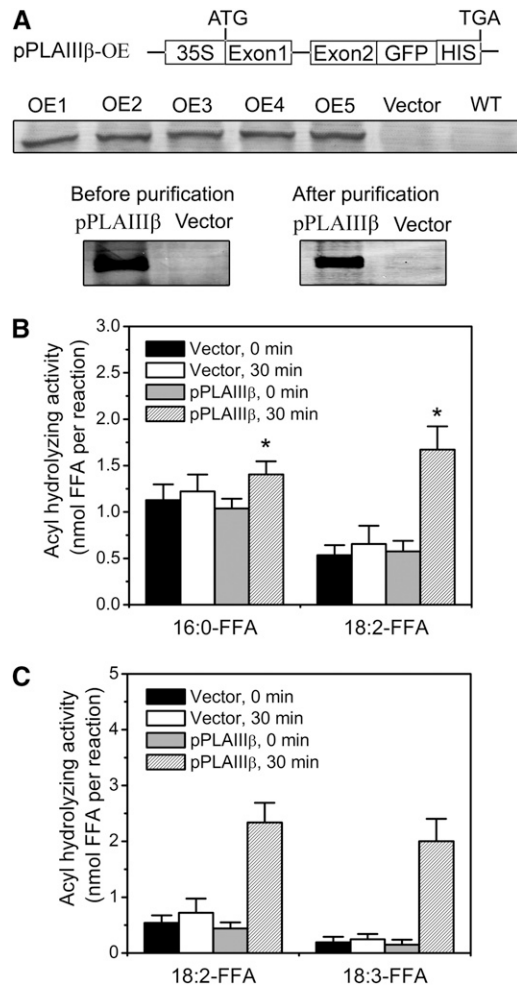 A
ATG TGA
pPLAIIIβ-OE 35S Exon1 Exon2 GFP HIS
OE1 OE2 OE3 OE4 OE5 Vector WT
Before purification After purification
pPLAIIIβ Vector pPLAIIIβ Vector
B
Acyl hydrolyzing activity
(nmol FFA per reaction)
3.0
2.5
2.0
1.5
1.0
0.5
0.0
Vector, 0 min
Vector, 30 min
pPLAIIIβ, 0 min
pPLAIIIβ, 30 min
* *
16:0-FFA 18:2-FFA
C
Acyl hydrolyzing activity
(nmol FFA per reaction)
5
4
3
2
1
0
Vector, 0 min
Vector, 30 min
pPLAIIIβ, 0 min
pPLAIIIβ, 30 min
18:2-FFA 18:3-FFA